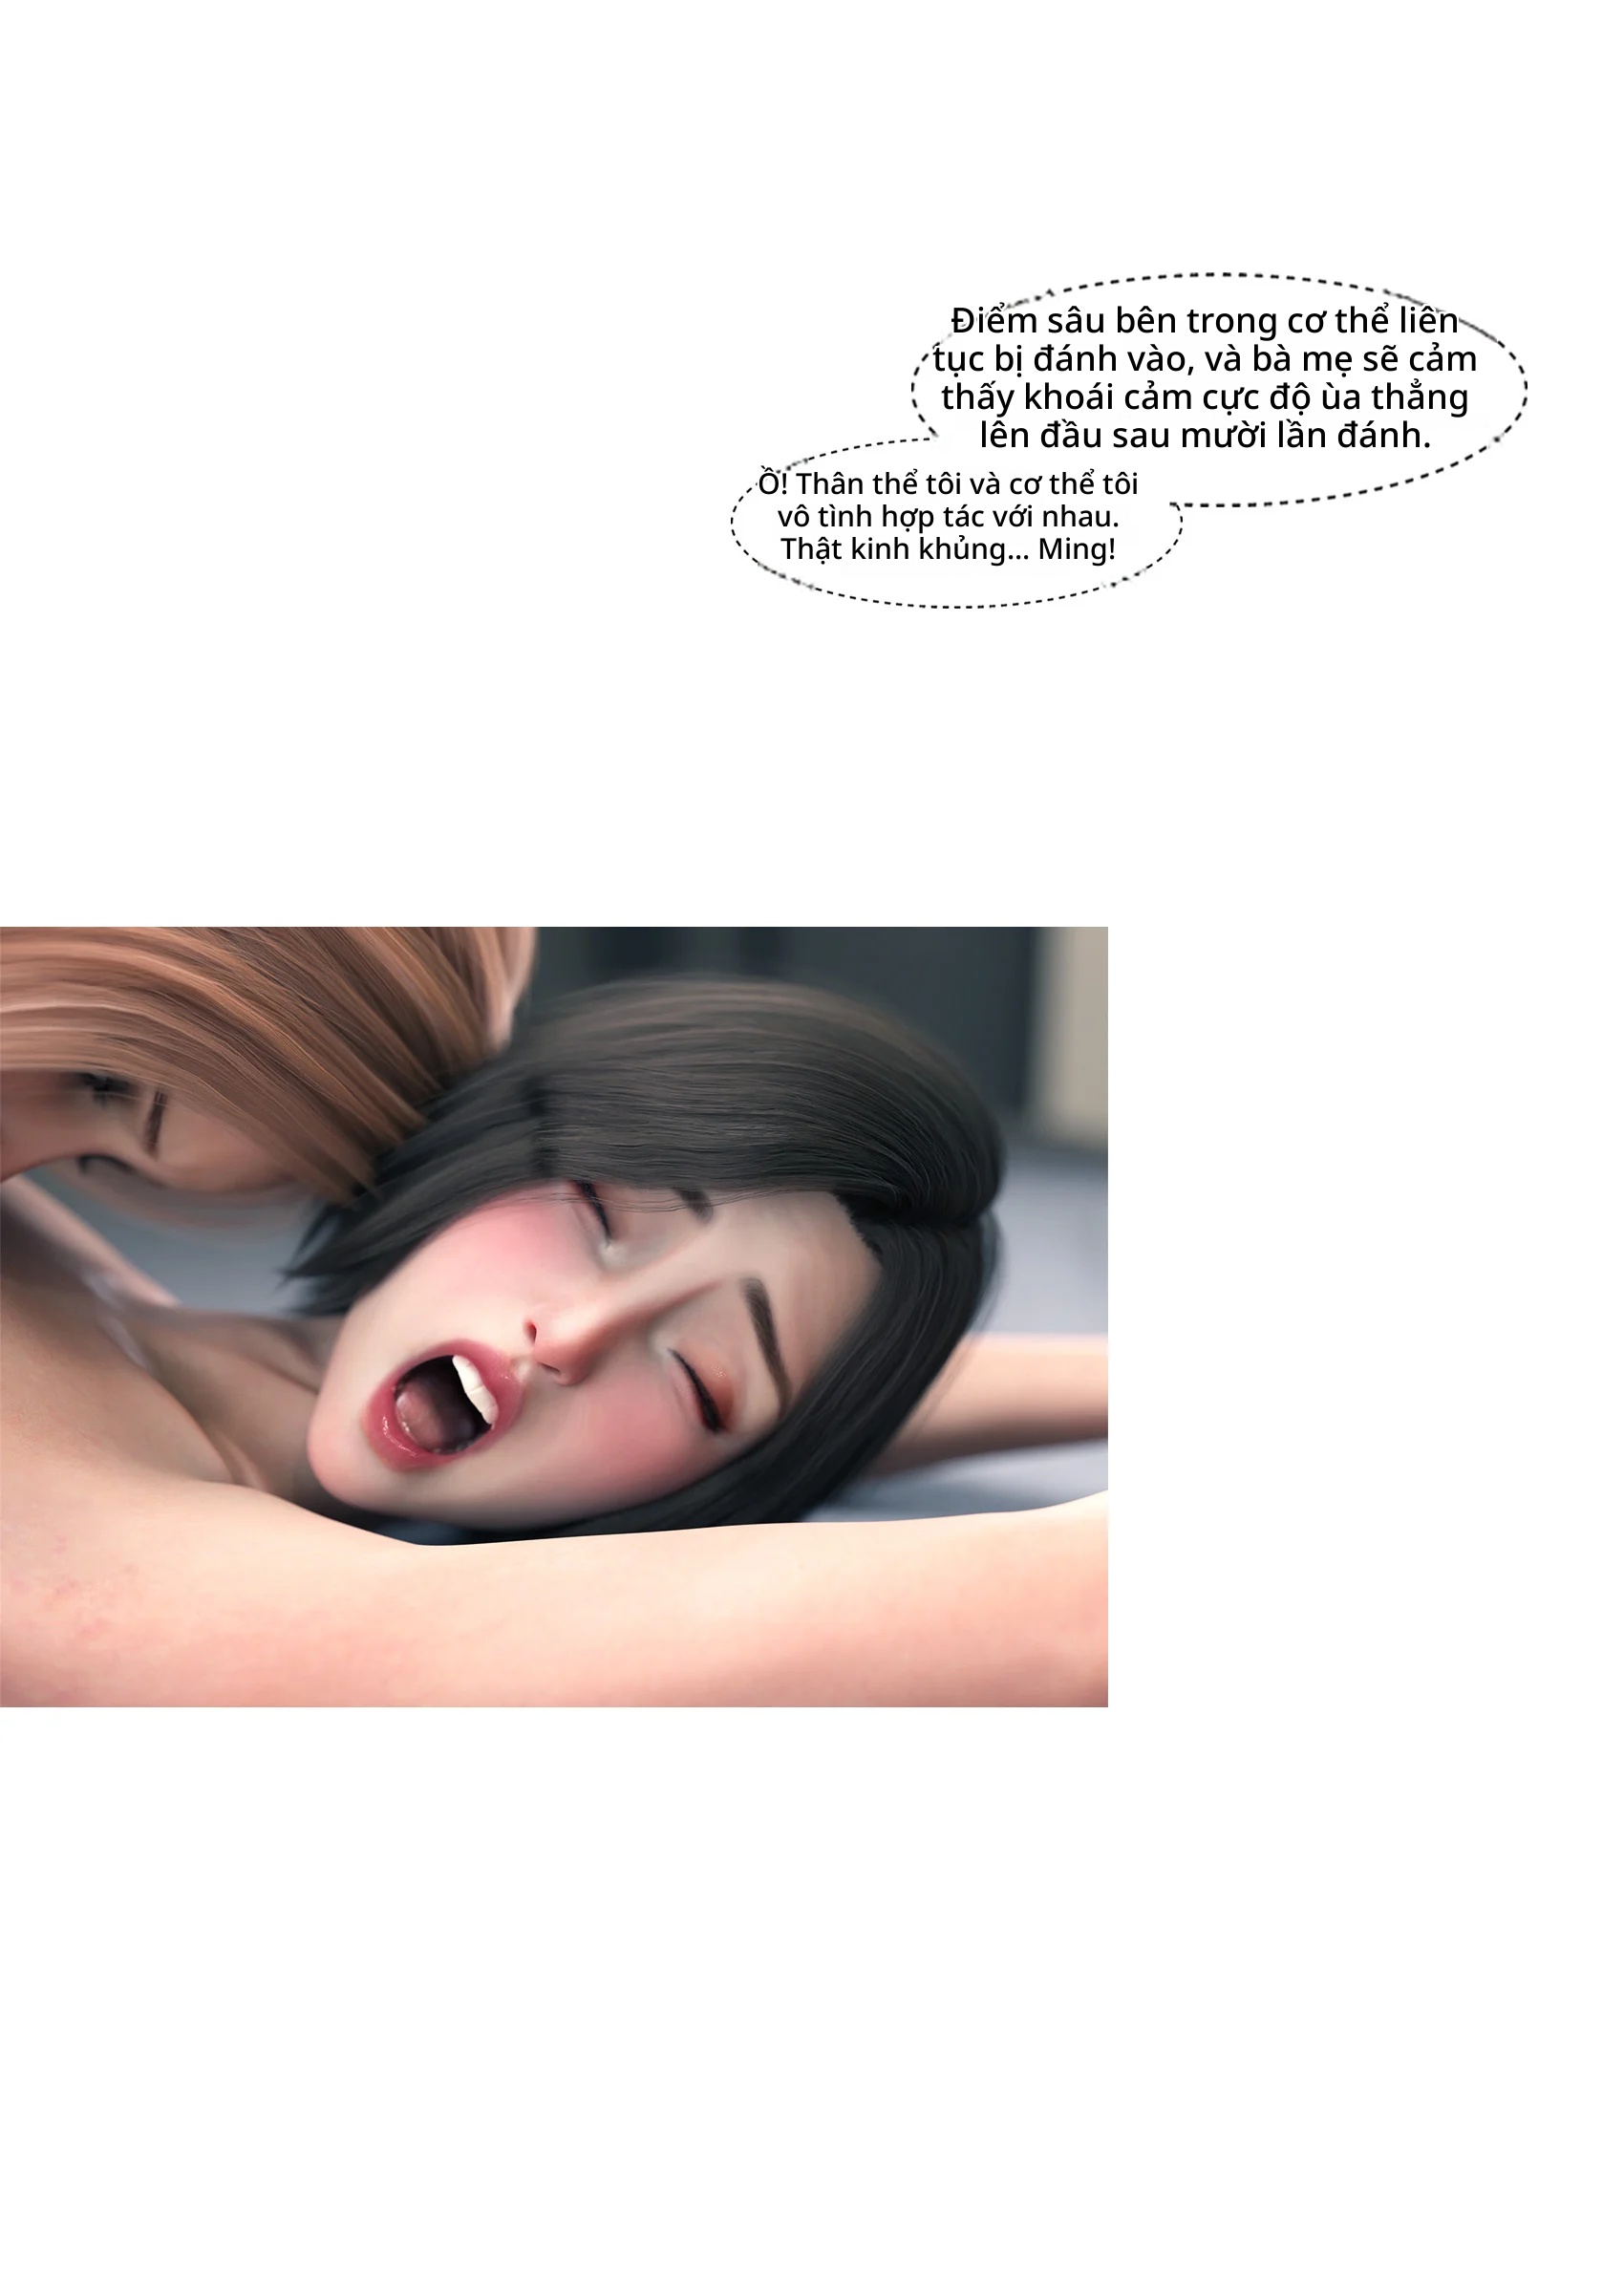 Điểm sâu bên trong cơ thể liên
tục bị đánh vào, và bà mẹ sẽ cảm
thấy khoái cảm cực độ ùa thẳng
lên đầu sau mười lần đánh.
Ồ! Thân thể tôi và cơ thể tôi
vô tình hợp tác với nhau.
Thật kinh khủng... Ming!